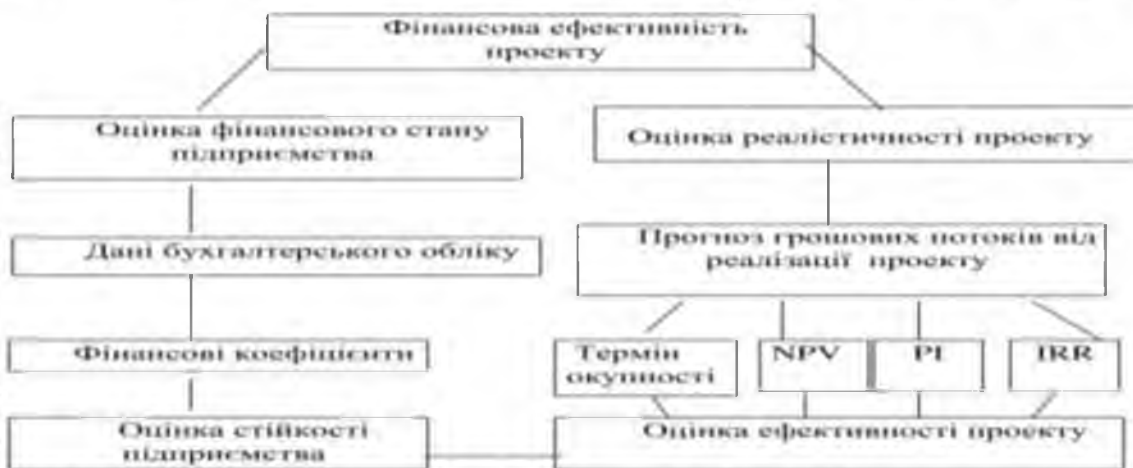 Фінансова ефективність
проекту
Оцінка фінансового стану
підприємства
Оцінка реалістичності проекту
Дані бухгалтерського обліку
Прогноз грошових потоків від
реалізації проекту
Фінансові коефіцієнти
Термін
окупності
NPV
PI
IRR
Оцінка стійкості
підприємства
Оцінка ефективності проекту